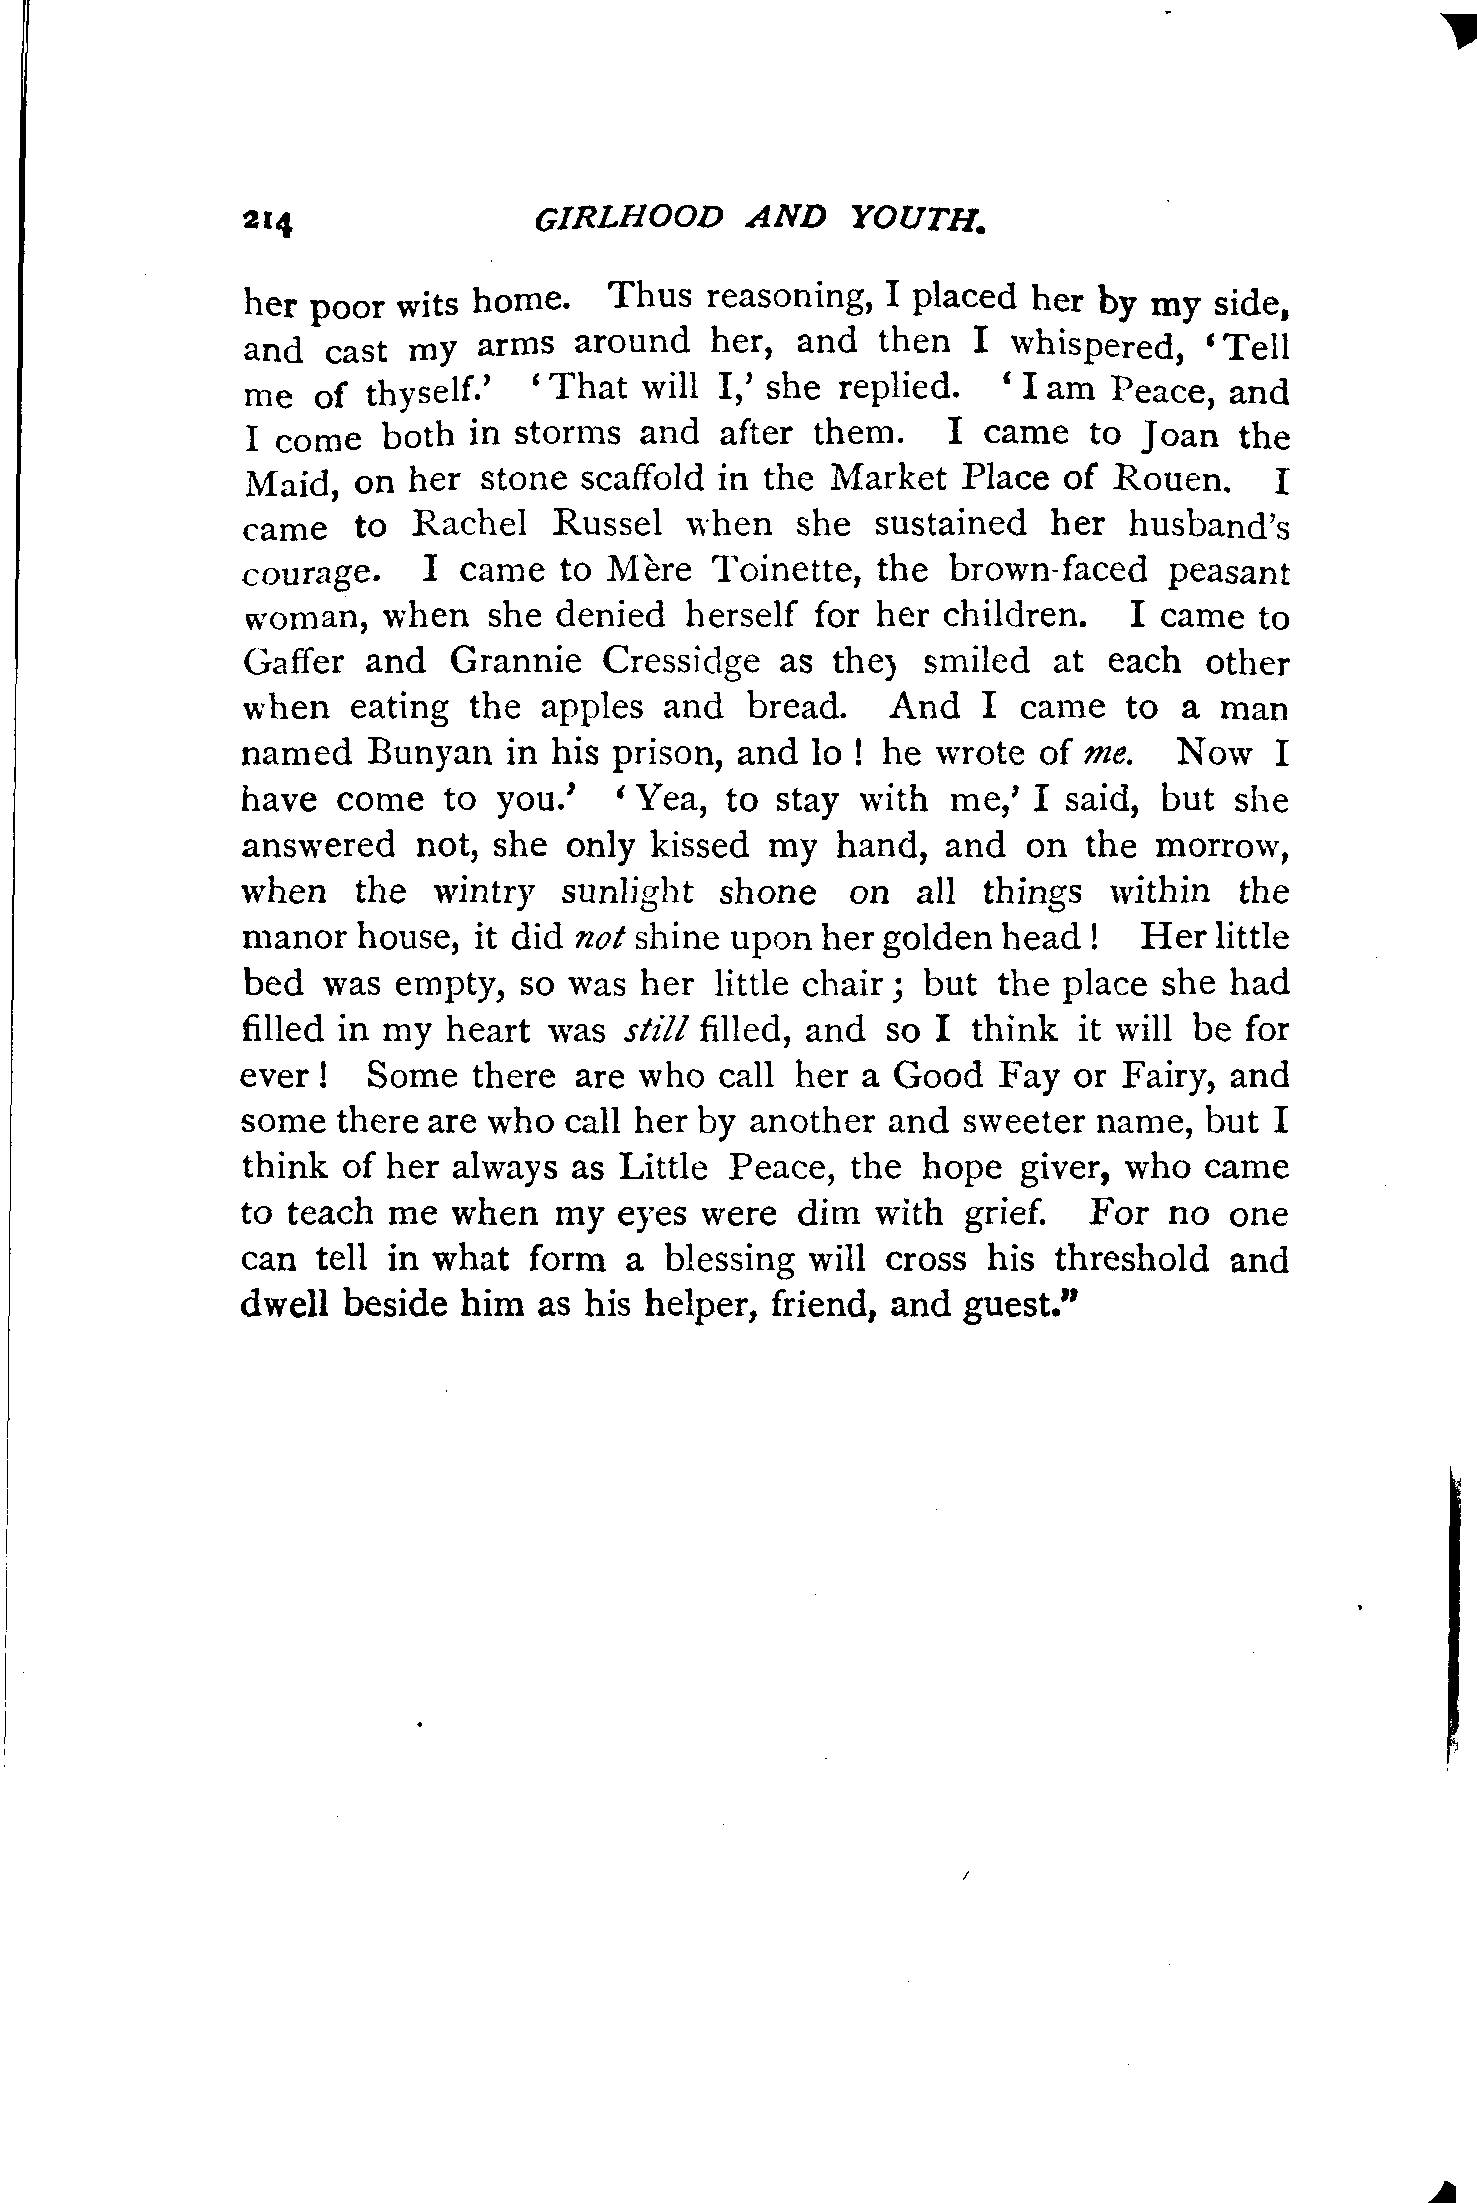 214 GIRLHOOD AND YOUTH.
her poor wits home. Thus reasoning, I placed her by my side,
and cast my arms around her, and then I whispered, ‘Tell
me of thyself.’ ‘That will I,’ she replied. ‘I am Peace, and
I come both in storms and after them. I came to Joan the
Maid, on her stone scaffold in the Market Place of Rouen. I
came to Rachel Russel when she sustained her husband's
courage. I came to Mère Toinette, the brown-faced peasant
woman, when she denied herself for her children. I came to
Gaffer and Grannie Cressidge as they smiled at each other
when eating the apples and bread. And I came to a man
named Bunyan in his prison, and lo ! he wrote of me. Now I
have come to you.’ ‘Yea, to stay with me,’ I said, but she
answered not, she only kissed my hand, and on the morrow,
when the wintry sunlight shone on all things within the
manor house, it did not shine upon her golden head ! Her little
bed was empty, so was her little chair ; but the place she had
filled in my heart was still filled, and so I think it will be for
ever ! Some there are who call her a Good Fay or Fairy, and
some there are who call her by another and sweeter name, but I
think of her always as Little Peace, the hope giver, who came
to teach me when my eyes were dim with grief. For no one
can tell in what form a blessing will cross his threshold and
dwell beside him as his helper, friend, and guest.”